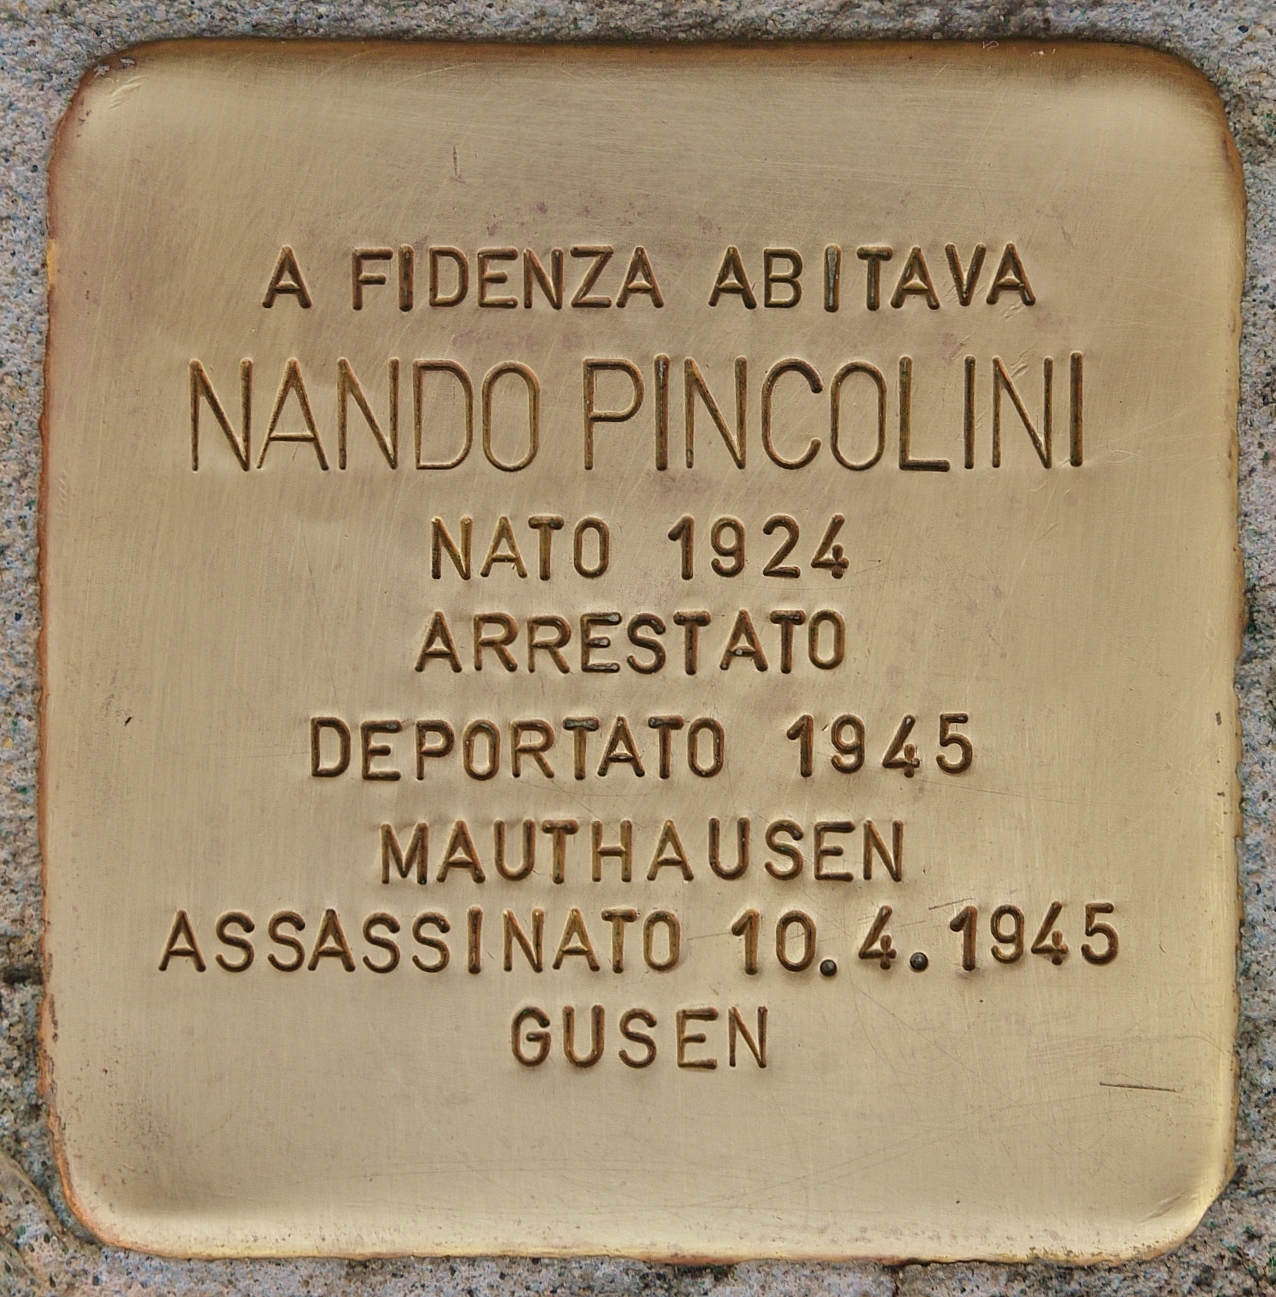 A FIDENZA ABITAVA
NANDO PINCOLINI
NATO 1924
ARRESTATO
DEPORTATO 1945
MAUTHAUSEN
ASSASSINATO 10.4.1945
GUSEN